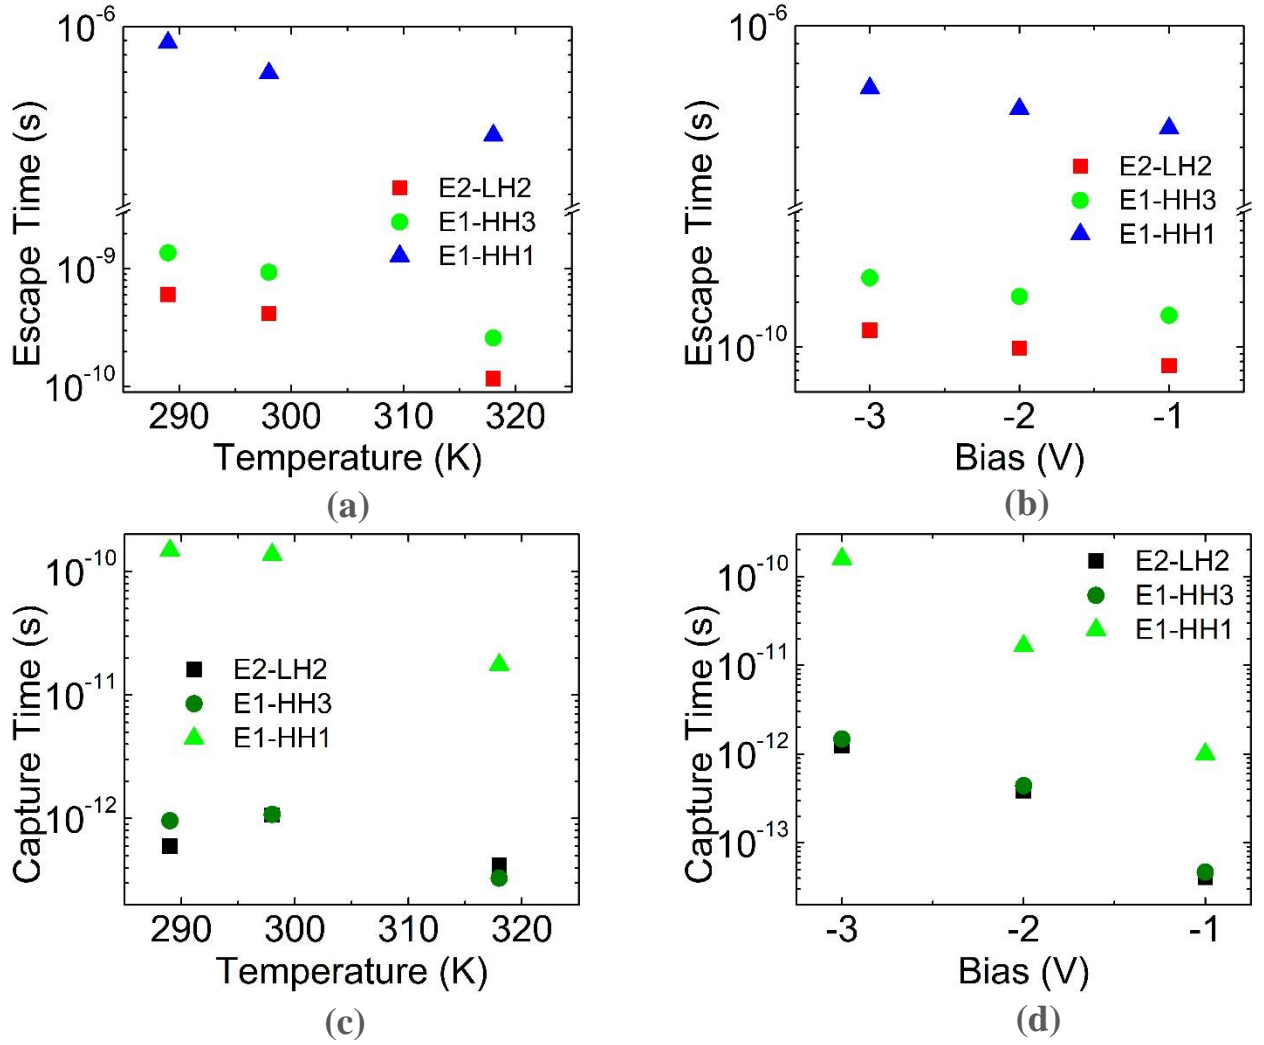 10^-6
10^-9
10^-10
Escape Time (s)
E2-LH2
E1-HH3
E1-HH1
290 300 310 320
Temperature (K)
(a)
10^-6
10^-10
Escape Time (s)
E2-LH2
E1-HH3
E1-HH1
-3 -2 -1
Bias (V)
(b)
10^-10
10^-11
10^-12
Capture Time (s)
E2-LH2
E1-HH3
E1-HH1
290 300 310 320
Temperature (K)
(c)
10^-10
10^-11
10^-12
10^-13
Capture Time (s)
E2-LH2
E1-HH3
E1-HH1
-3 -2 -1
Bias (V)
(d)